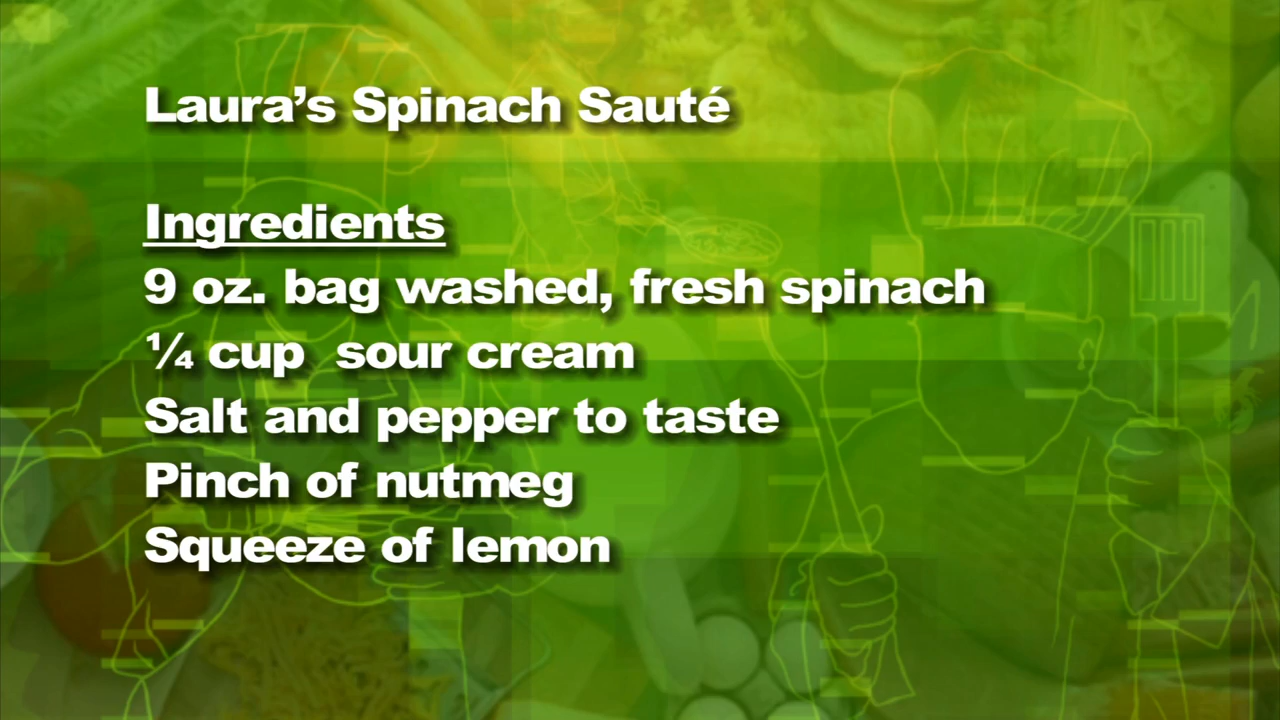 Laura’s Spinach Sauté
Ingredients
9 oz. bag washed, fresh spinach
¼ cup  sour cream
Salt and pepper to taste
Pinch of nutmeg
Squeeze of lemon